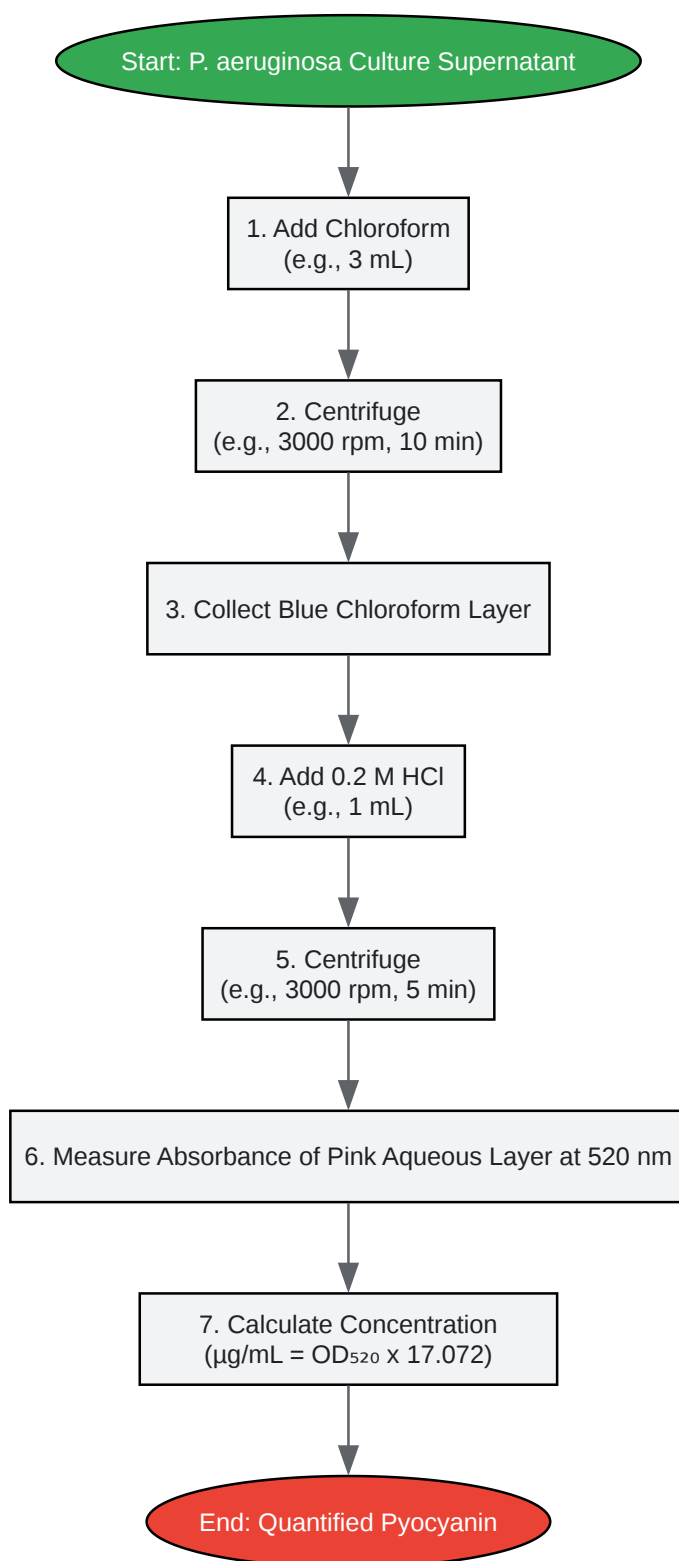 Start: P. aeruginosa Culture Supernatant
1. Add Chloroform
(e.g., 3 mL)
2. Centrifuge
(e.g., 3000 rpm, 10 min)
3. Collect Blue Chloroform Layer
4. Add 0.2 M HCl
(e.g., 1 mL)
5. Centrifuge
(e.g., 3000 rpm, 5 min)
6. Measure Absorbance of Pink Aqueous Layer at 520 nm
7. Calculate Concentration
(µg/mL = OD₅₂₀ x 17.072)
End: Quantified Pyocyanin